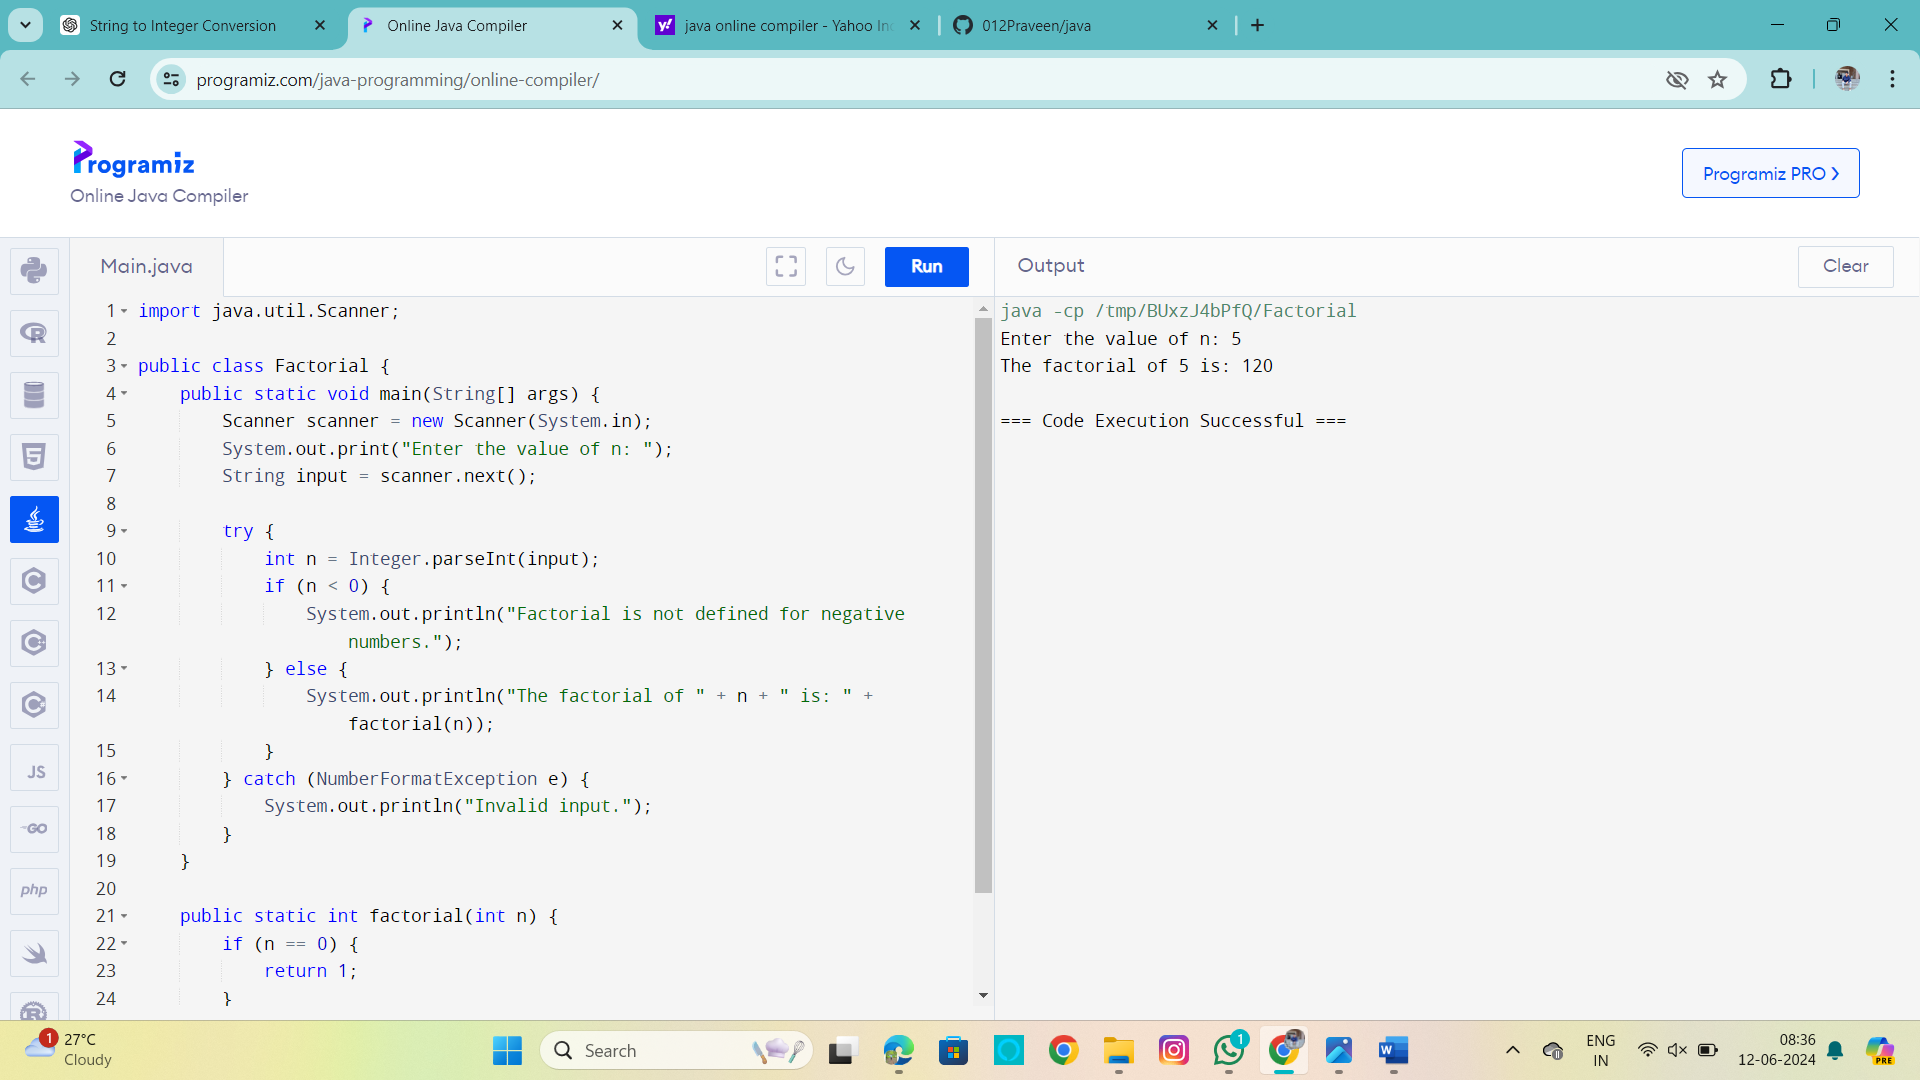 String to Integer Conversion
Online Java Compiler
java online compiler - Yahoo In
012Praveen/java
programiz.com/java-programming/online-compiler/
Programiz
Online Java Compiler
Programiz PRO
Main.java
Run
Output
Clear
1 import java.util.Scanner;
2
3 public class Factorial {
4 public static void main(String[] args) {
5 Scanner scanner = new Scanner(System.in);
6 System.out.print("Enter the value of n: ");
7 String input = scanner.next();
8
9 try {
10 int n = Integer.parseInt(input);
11 if (n < 0) {
12 System.out.println("Factorial is not defined for negative
numbers.");
13 } else {
14 System.out.println("The factorial of " + n + " is: " +
factorial(n));
15 }
16 } catch (NumberFormatException e) {
17 System.out.println("Invalid input.");
18 }
19 }
20
21 public static int factorial(int n) {
22 if (n == 0) {
23 return 1;
24 }
java -cp /tmp/BUxzJ4bPfQ/Factorial
Enter the value of n: 5
The factorial of 5 is: 120
=== Code Execution Successful ===
JS
GO
php
1
27°C
Cloudy
Search
1
W
ENG
IN
08:36
12-06-2024
PRE